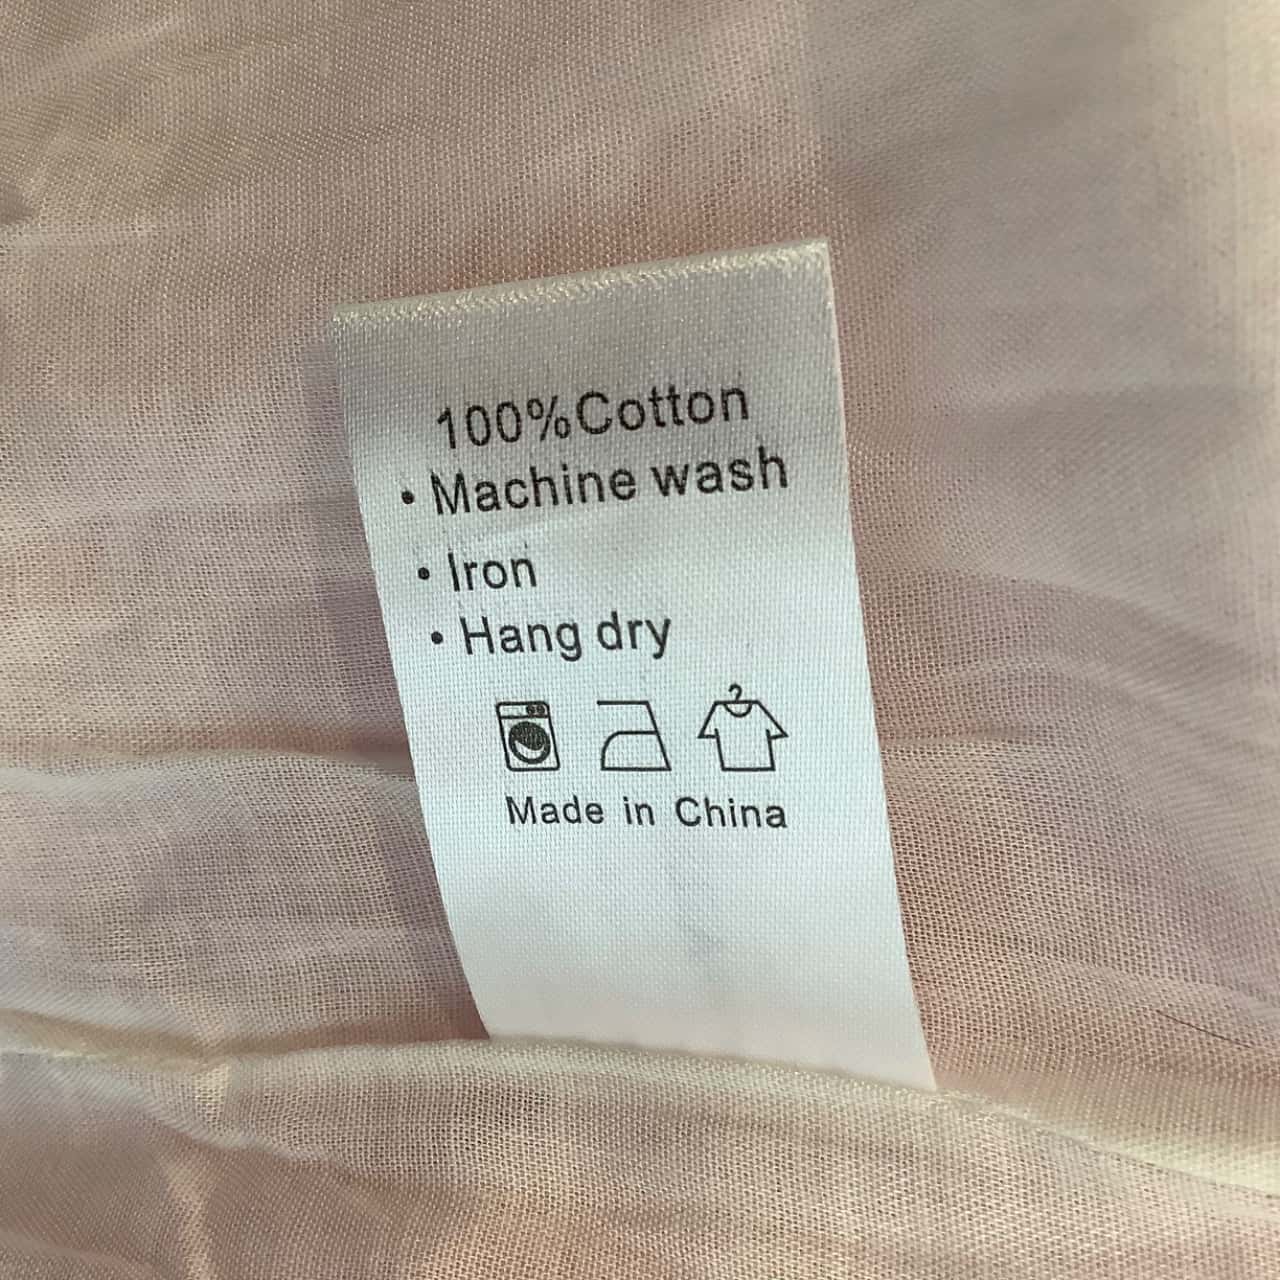 100%Cotton
• Machine wash
• Iron
• Hang dry
Made in China